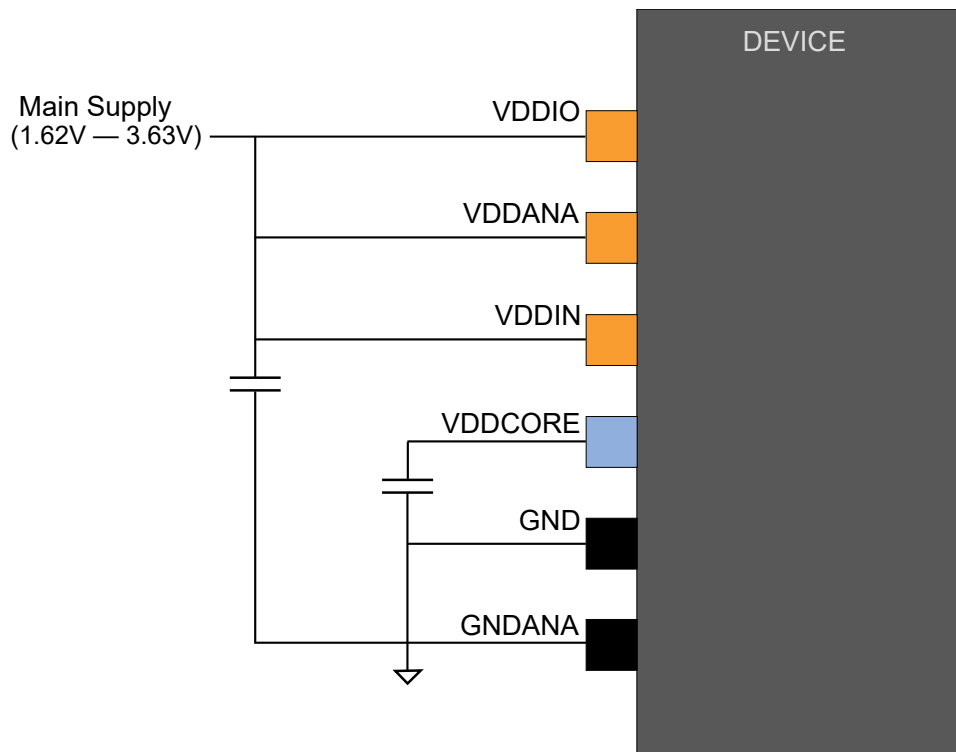 DEVICE
Main Supply
(1.62V — 3.63V)
VDDIO
VDDANA
VDDIN
VDDCORE
GND
GNDANA